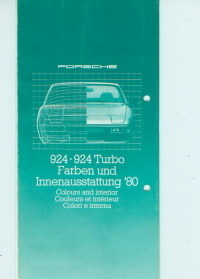 PORSCHE
924 · 924 Turbo
Farben und
Innenausstattung '80
Colours and interior
Couleurs et intérieur
Colori e interna